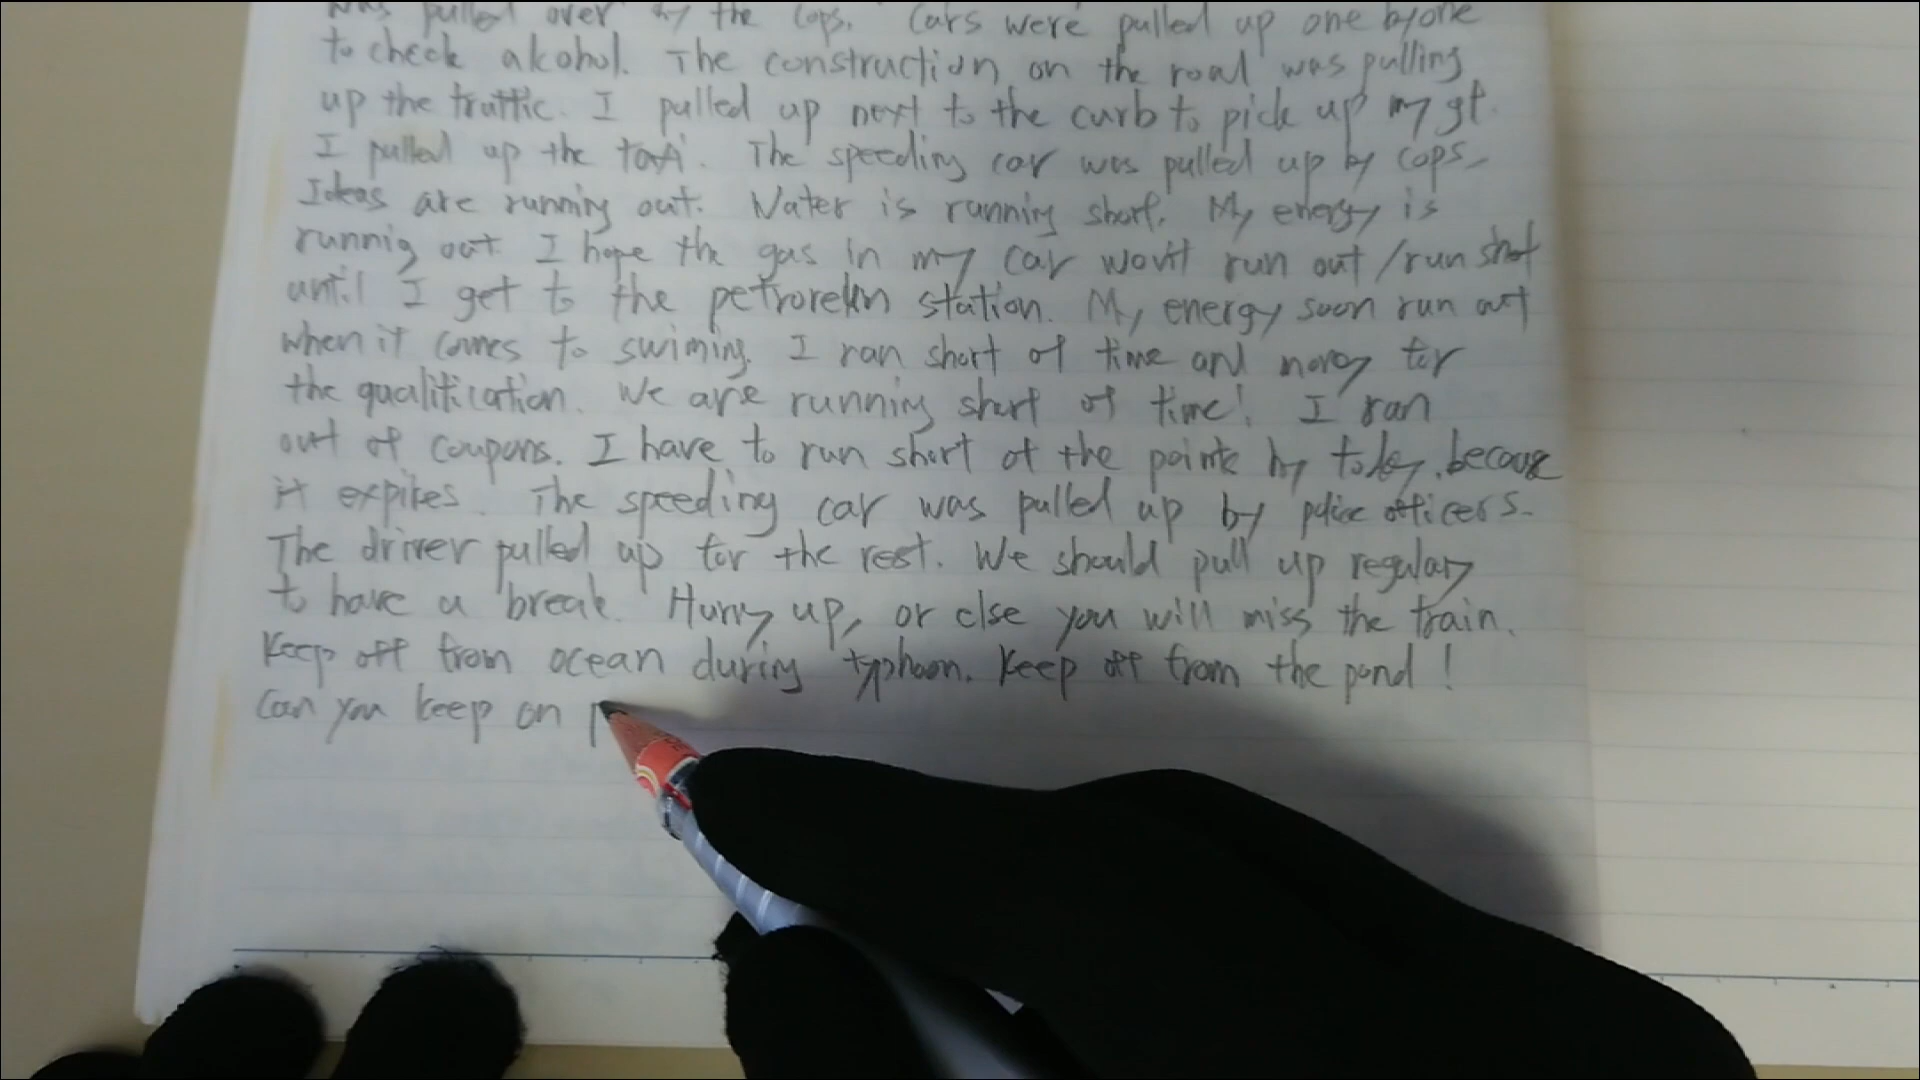 was pulled over by the cops. Cars were pulled up one by one
to check alkohol. The construction on the road was pulling
up the traffic. I pulled up next to the curb to pick up my gf.
I pulled up the taxi. The speeding car was pulled up by cops.
Ideas are running out. Water is running short. My energy is
runnig out. I hope the gas in my car won't run out / run short
until I get to the station. My energy soon run out
when it comes to swiming. I ran short of time and money for
the qualification. We are running short of time! I ran
out of coupons. I have to run short of the points by today, because
it expires. The speeding car was pulled up by police officers.
The driver pulled up for the rest. We should pull up regulary
to have a break. Hurry up, or else you will miss the train.
Keep off from ocean during typhoon. Keep off from the pond!
Can you keep on